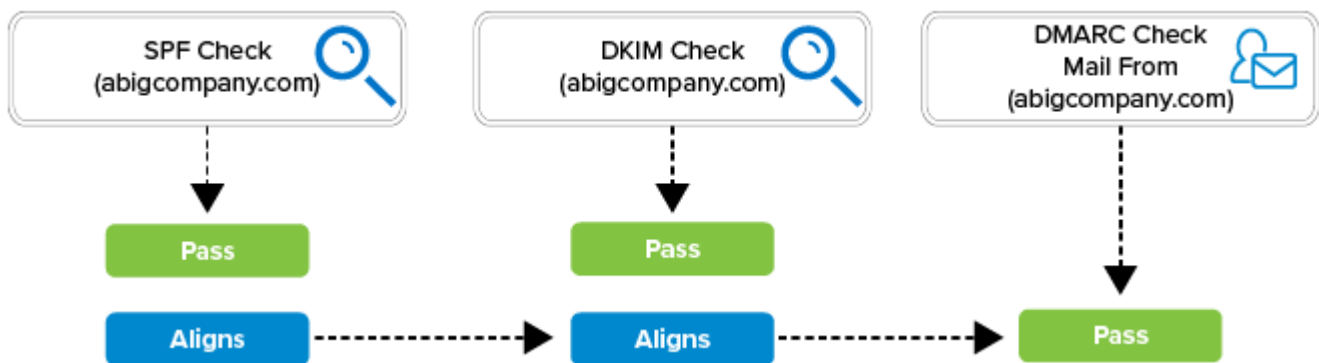 SPF Check
(abigcompany.com)
DKIM Check
(abigcompany.com)
DMARC Check
Mail From
(abigcompany.com)
Pass
Pass
Aligns
Aligns
Pass